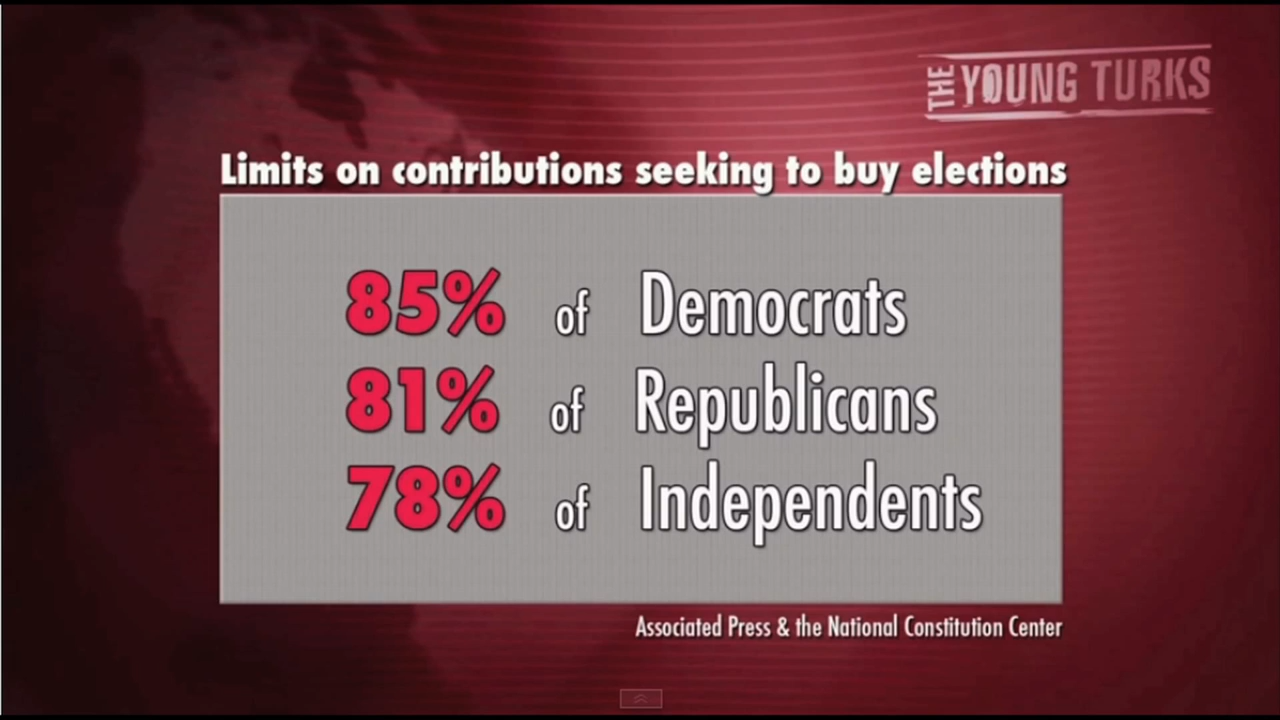 THE YOUNG TURKS
Limits on contributions seeking to buy elections
85% of Democrats
81% of Republicans
78% of Independents
Associated Press & the National Constitution Center